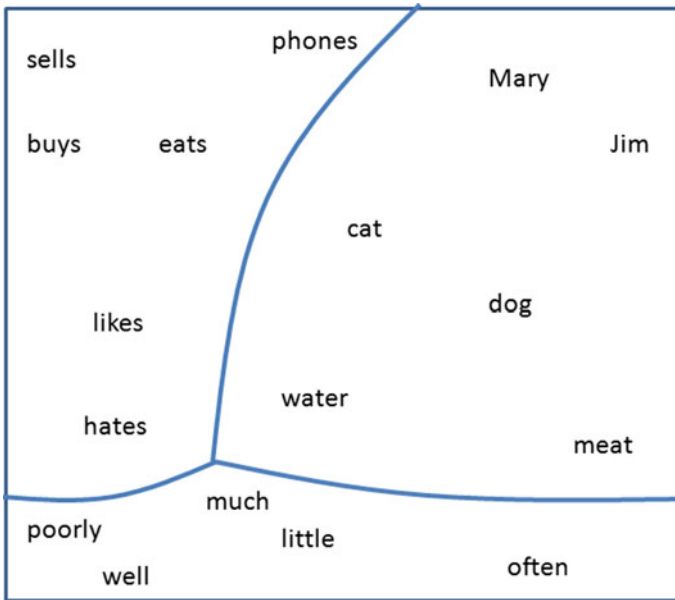 phones
sells
Mary
buys
eats
Jim
cat
dog
likes
water
hates
meat
much
poorly
little
well
often